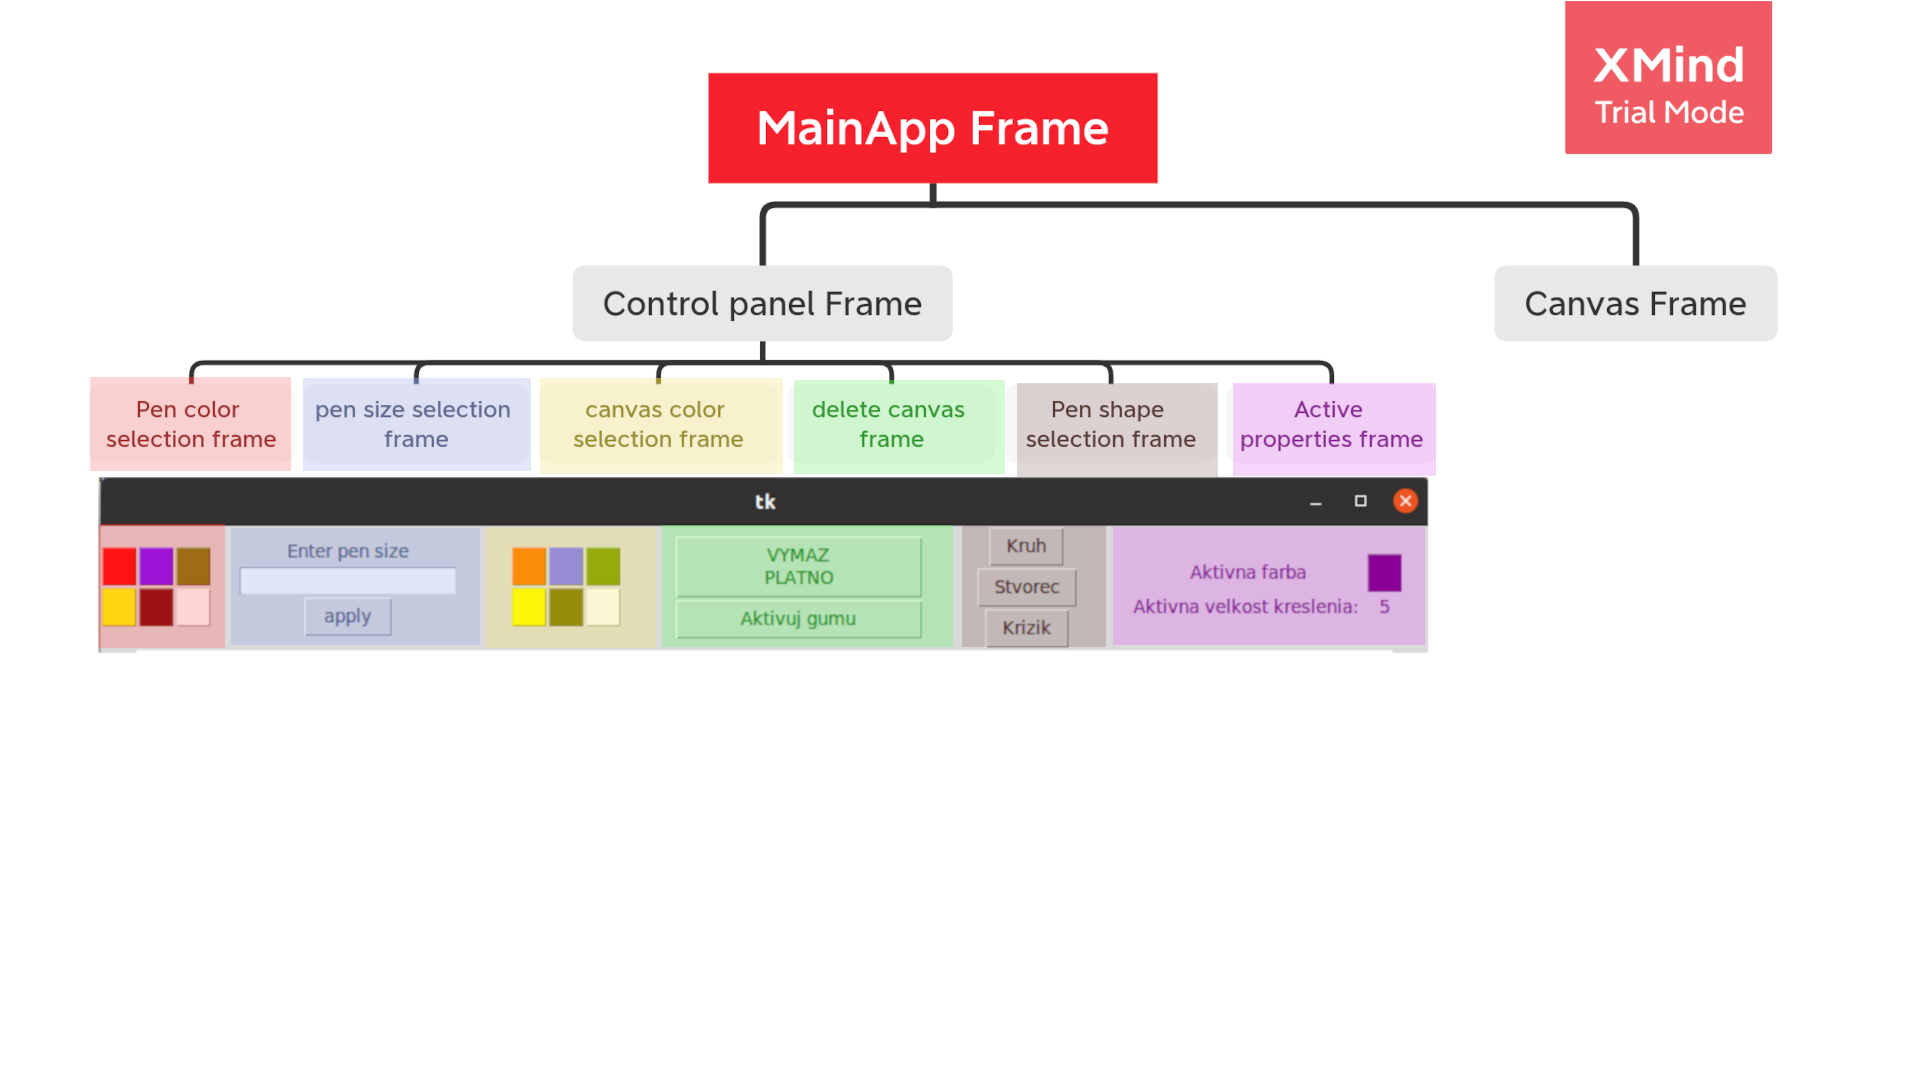 XMind
Trial Mode
MainApp Frame
Control panel Frame
Canvas Frame
Pen color
selection frame
pen size selection
frame
canvas color
selection frame
delete canvas
frame
Pen shape
selection frame
Active
properties frame
tk
Enter pen size
apply
VYMAZ
PLATNO
Aktivuj gumu
Kruh
Stvorec
Krizik
Aktivna farba
Aktivna velkost kreslenia: 5